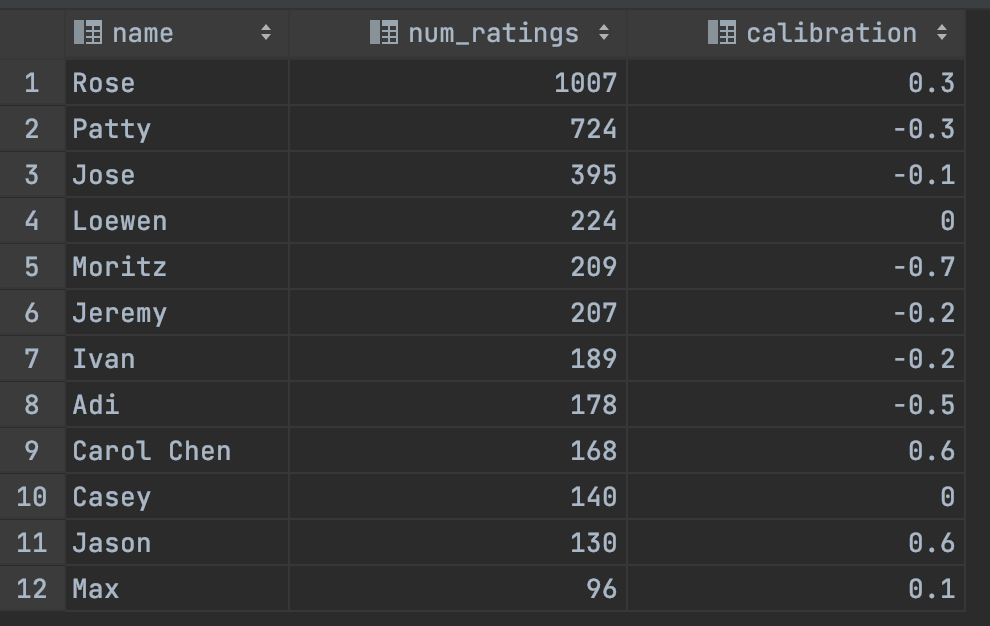 name num_ratings calibration
1 Rose 1007 0.3
2 Patty 724 -0.3
3 Jose 395 -0.1
4 Loewen 224 0
5 Moritz 209 -0.7
6 Jeremy 207 -0.2
7 Ivan 189 -0.2
8 Adi 178 -0.5
9 Carol Chen 168 0.6
10 Casey 140 0
11 Jason 130 0.6
12 Max 96 0.1